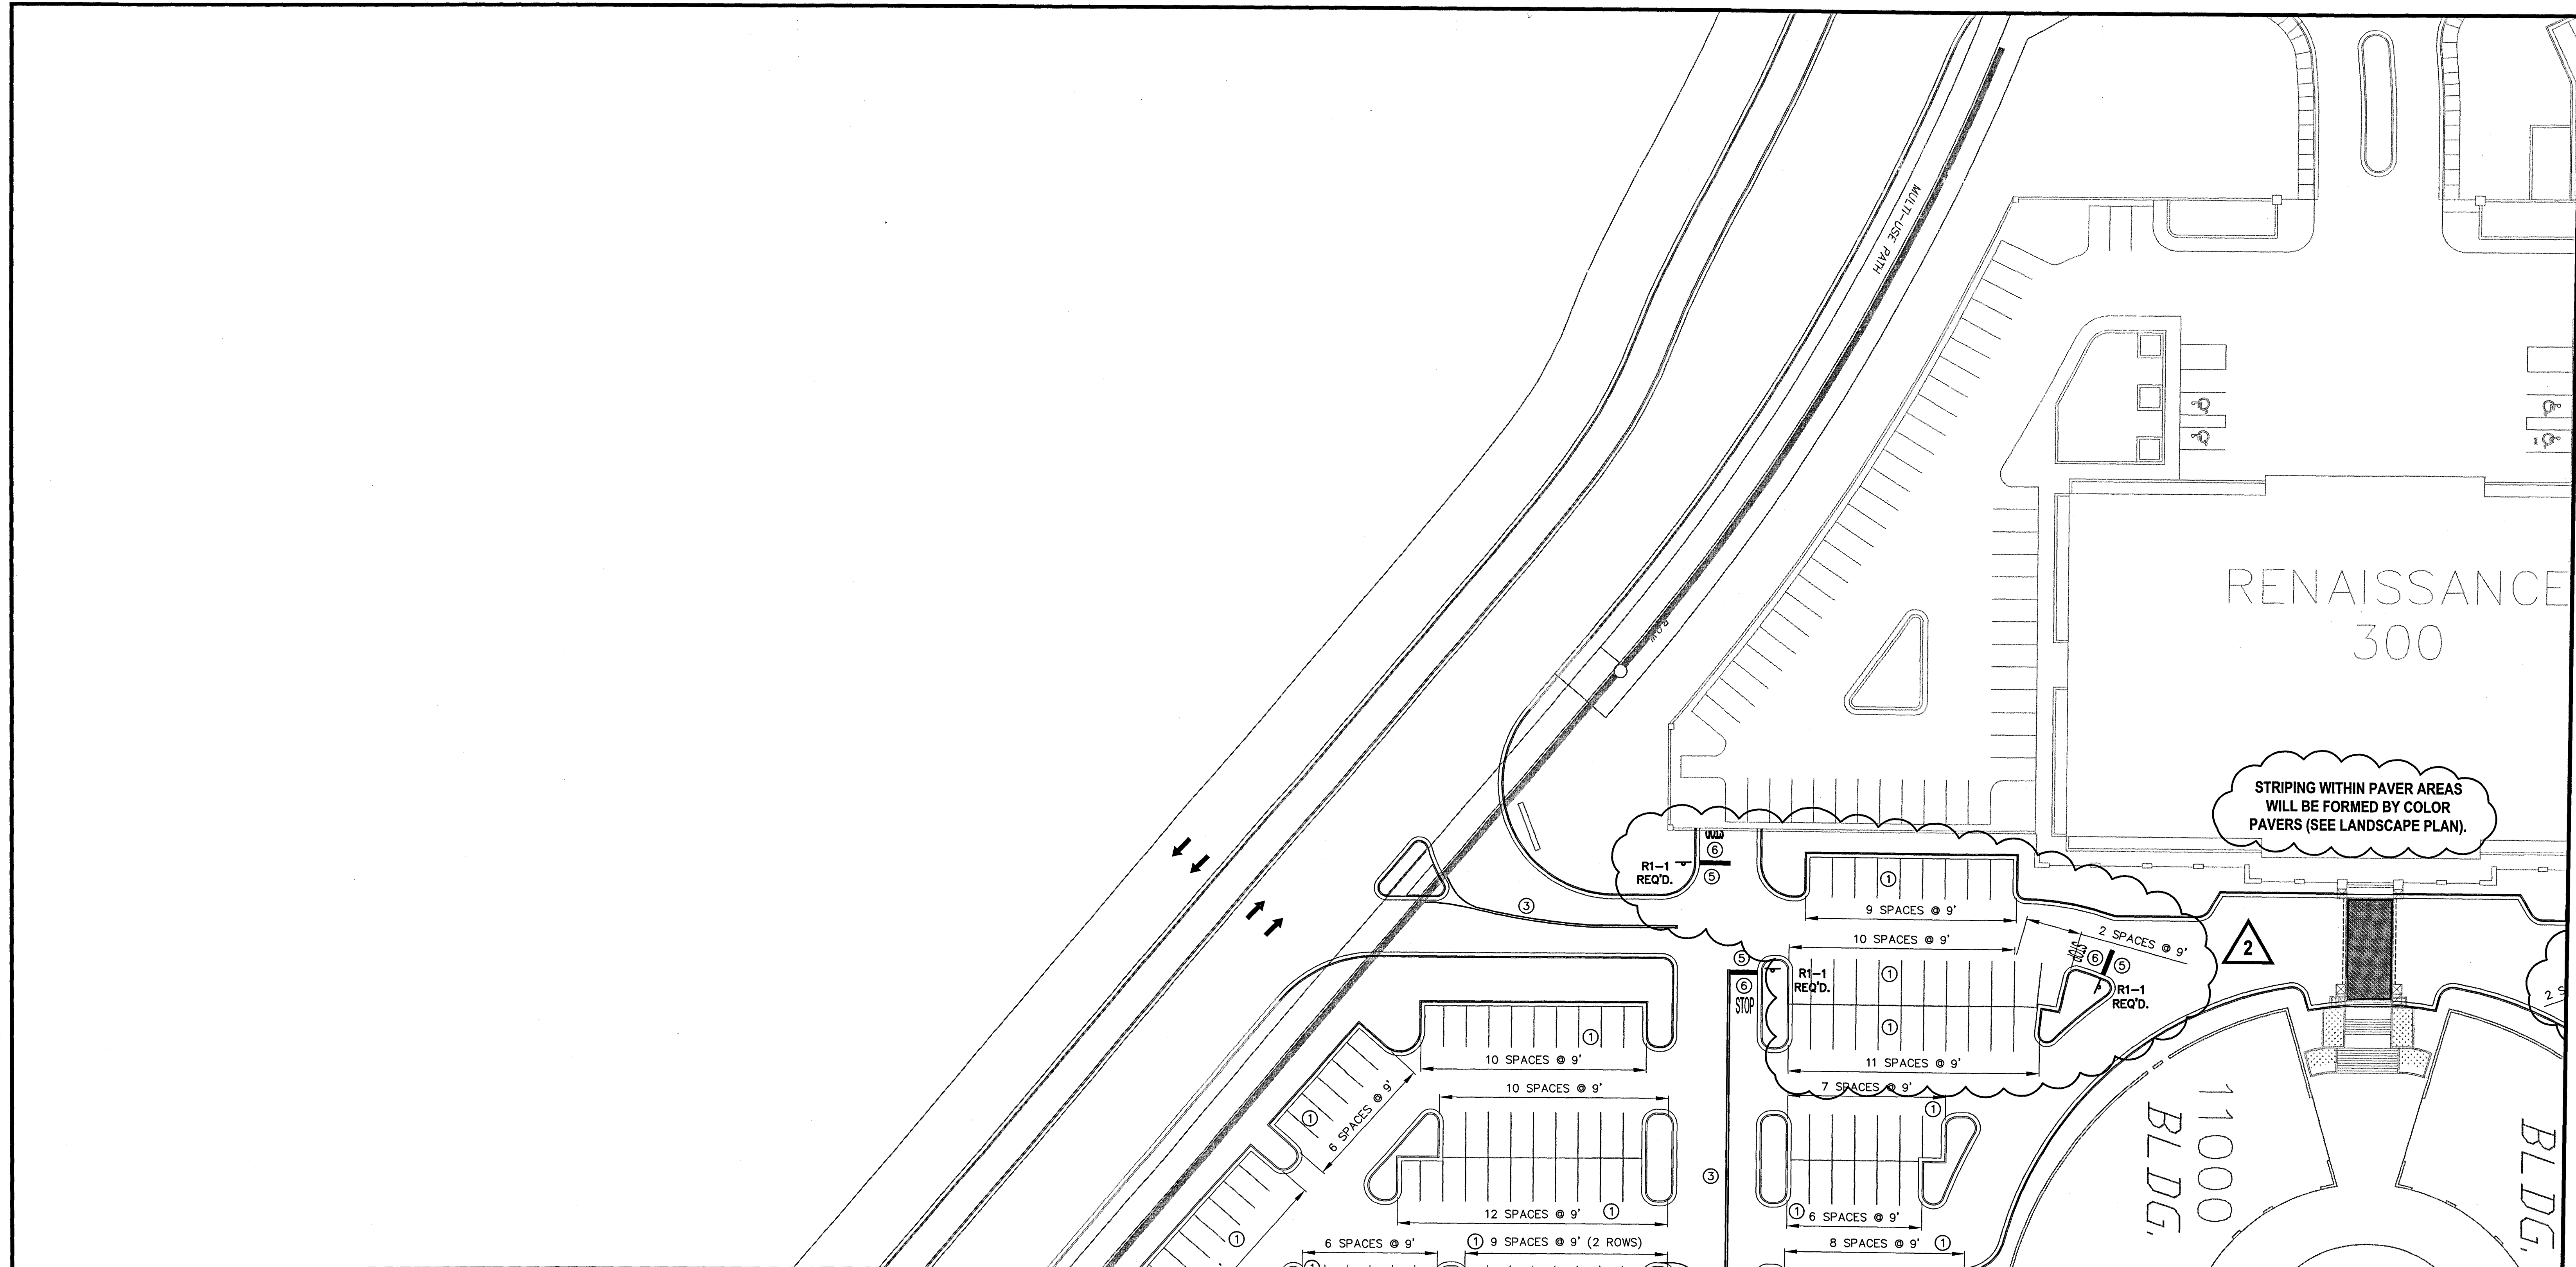 MULTI-USE PATH
ROW
RENAISSANCE
300
STRIPING WITHIN PAVER AREAS
WILL BE FORMED BY COLOR
PAVERS (SEE LANDSCAPE PLAN).
STOP
6
R1-1
REQ'D.
5
1
9 SPACES @ 9'
3
10 SPACES @ 9'
2 SPACES @ 9'
2
STOP
6
5
R1-1
REQ'D.
5
6
STOP
R1-1
REQ'D.
1
1
11 SPACES @ 9'
1
10 SPACES @ 9'
10 SPACES @ 9'
7 SPACES @ 9'
1
1
6 SPACES @ 9'
3
12 SPACES @ 9'
1
1
6 SPACES @ 9'
1
6 SPACES @ 9'
1
9 SPACES @ 9' (2 ROWS)
8 SPACES @ 9'
1
1
11000
BLDG.
BLDG.